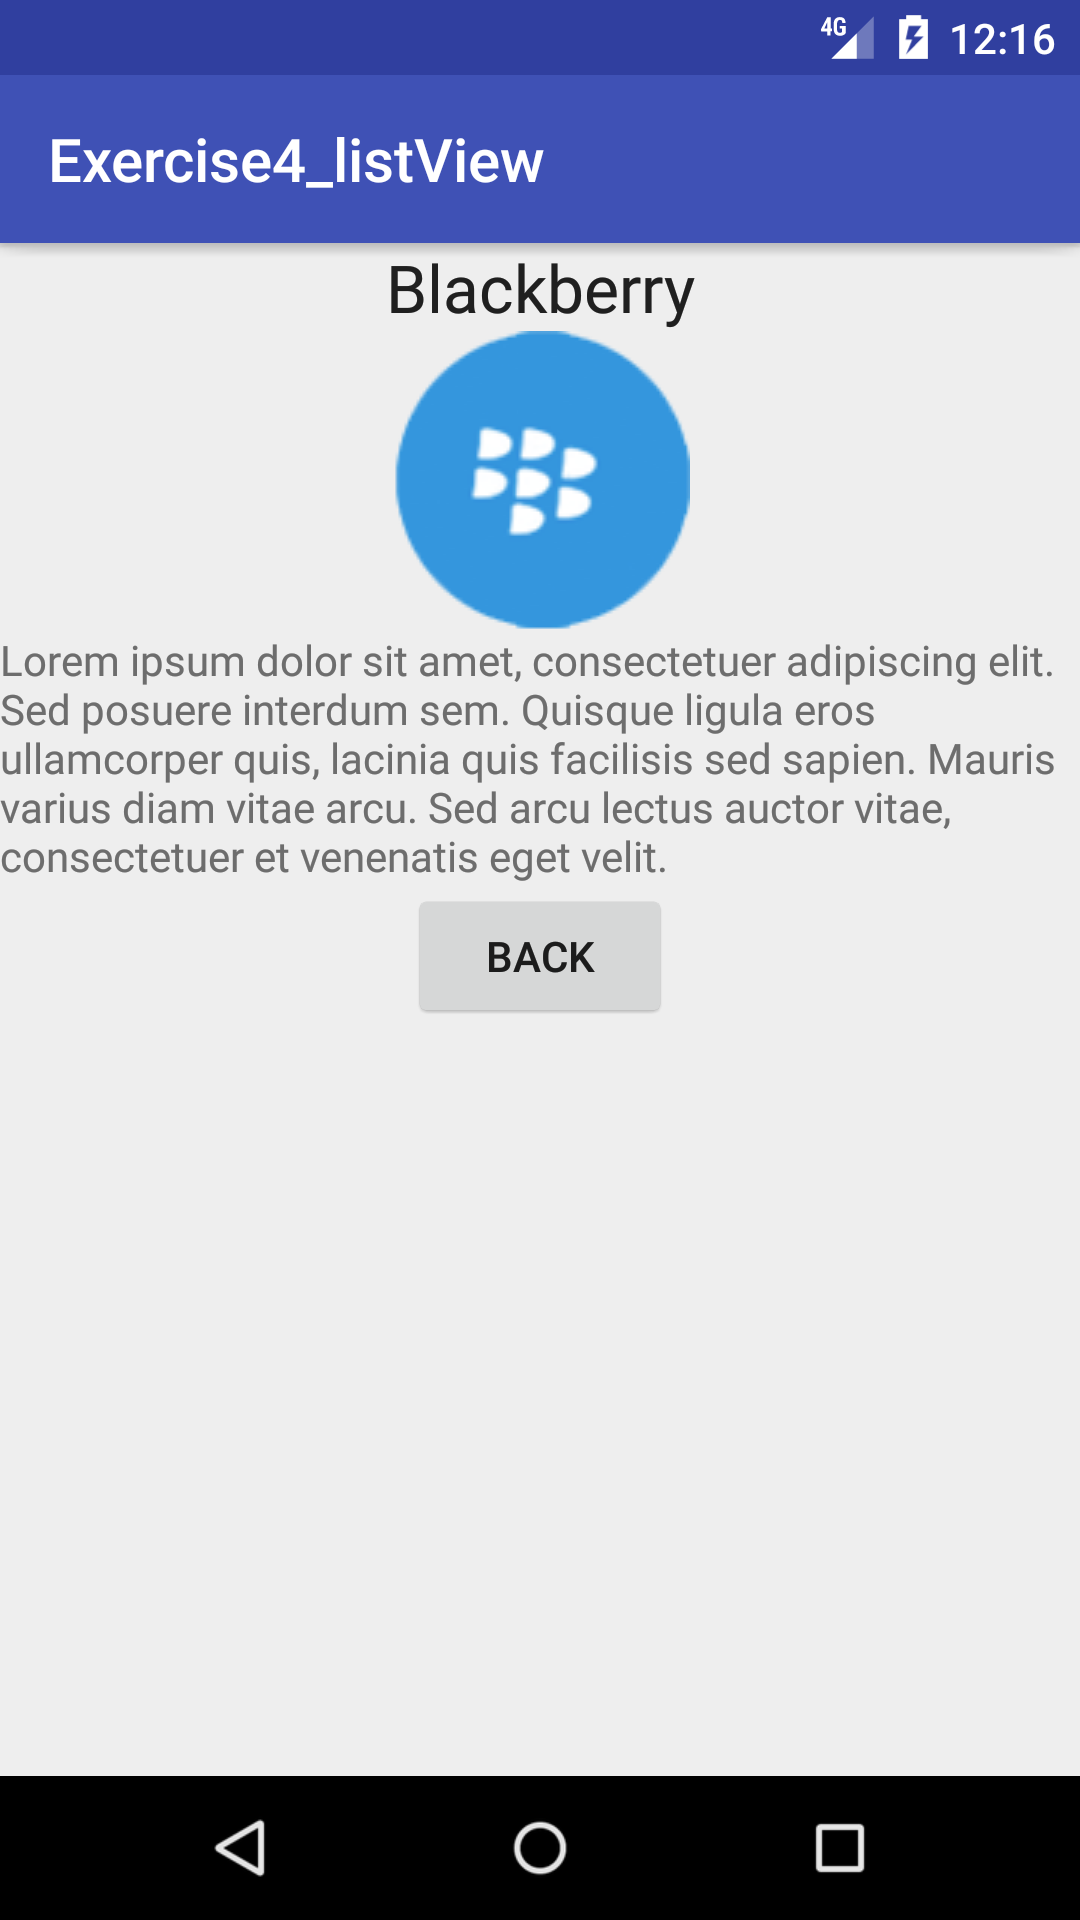 4G 12:16
Exercise4_listView
Blackberry
Lorem ipsum dolor sit amet, consectetuer adipiscing elit.
Sed posuere interdum sem. Quisque ligula eros
ullamcorper quis, lacinia quis facilisis sed sapien. Mauris
varius diam vitae arcu. Sed arcu lectus auctor vitae,
consectetuer et venenatis eget velit.
BACK